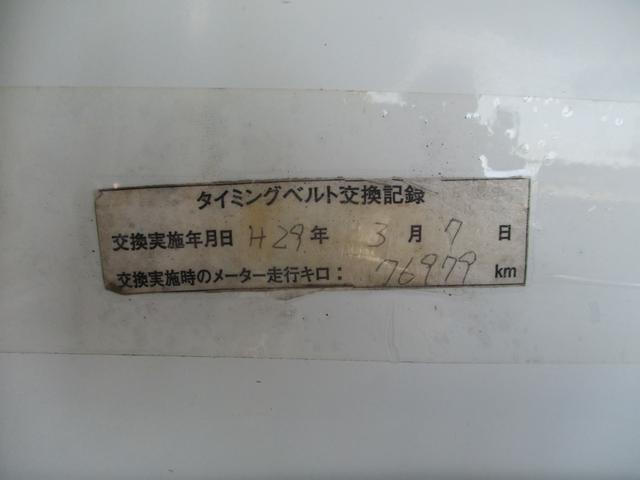 タイミングベルト交換記録
交換実施年月日 H29年 3月 7日
交換実施時のメーター走行キロ： 76979 km